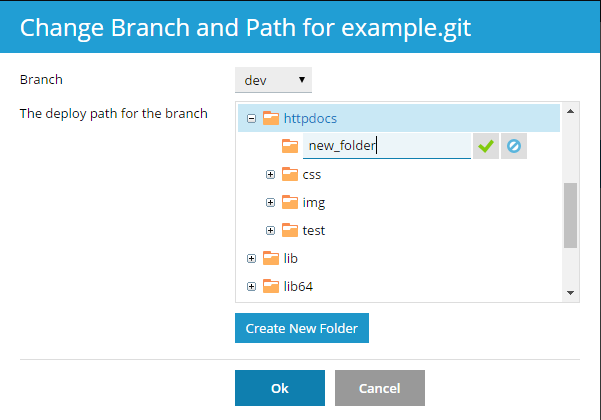 Change Branch and Path for example.git
Branch
dev
The deploy path for the branch
httpdocs
new_folder
css
img
test
lib
lib64
Create New Folder
Ok
Cancel